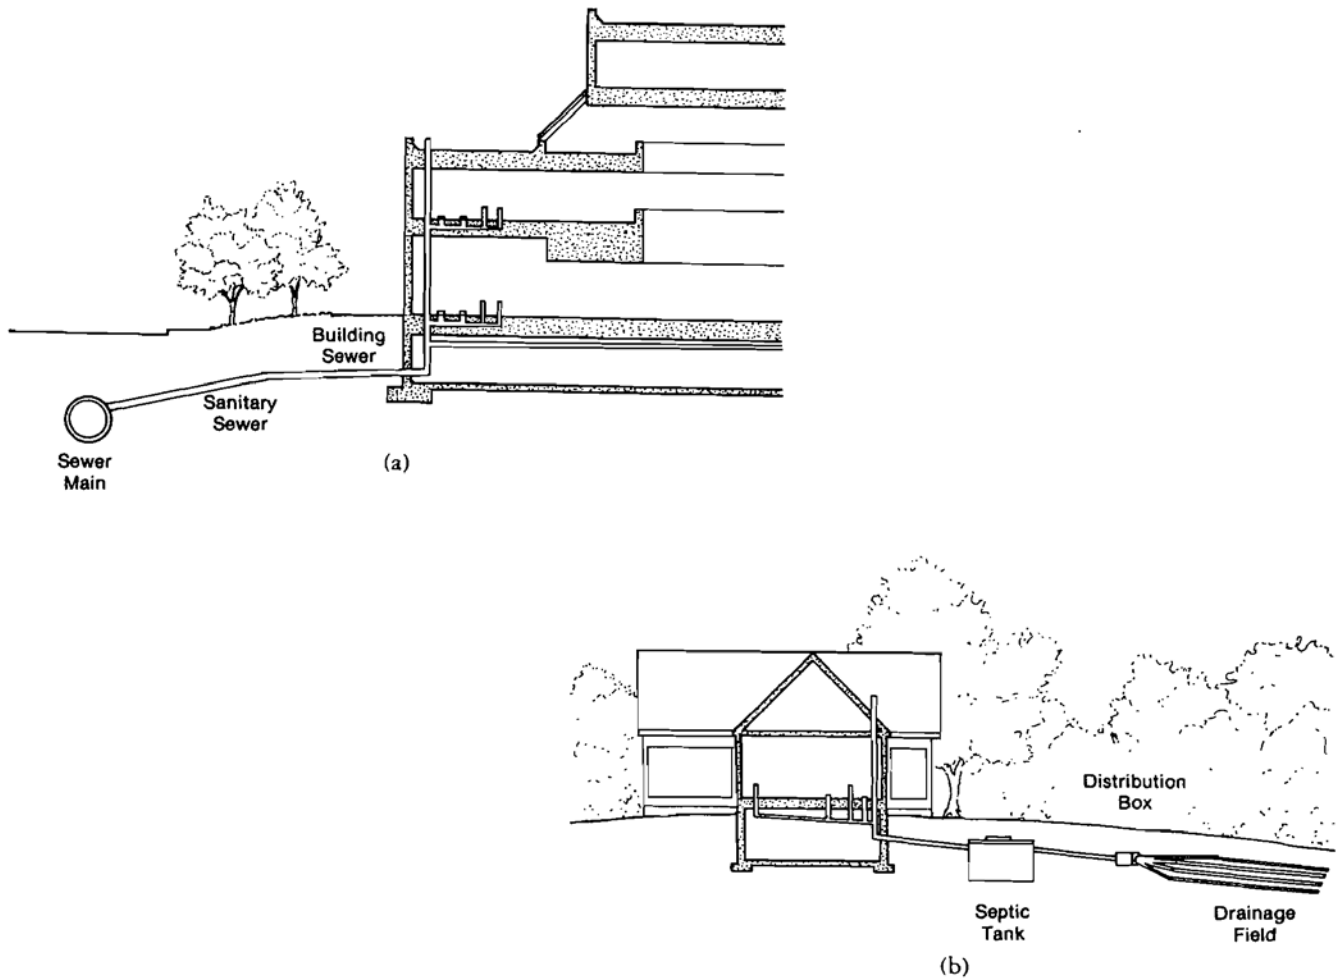 Building
Sewer
Sanitary
Sewer
Sewer
Main
(a)
Distribution
Box
Septic
Tank
Drainage
Field
(b)